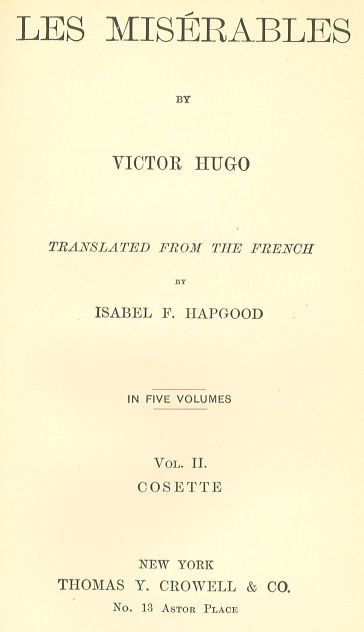 LES MISÉRABLES
BY
VICTOR HUGO
TRANSLATED FROM THE FRENCH
BY
ISABEL F. HAPGOOD
IN FIVE VOLUMES
VOL. II.
COSETTE
NEW YORK
THOMAS Y. CROWELL & CO.
No. 13 ASTOR PLACE